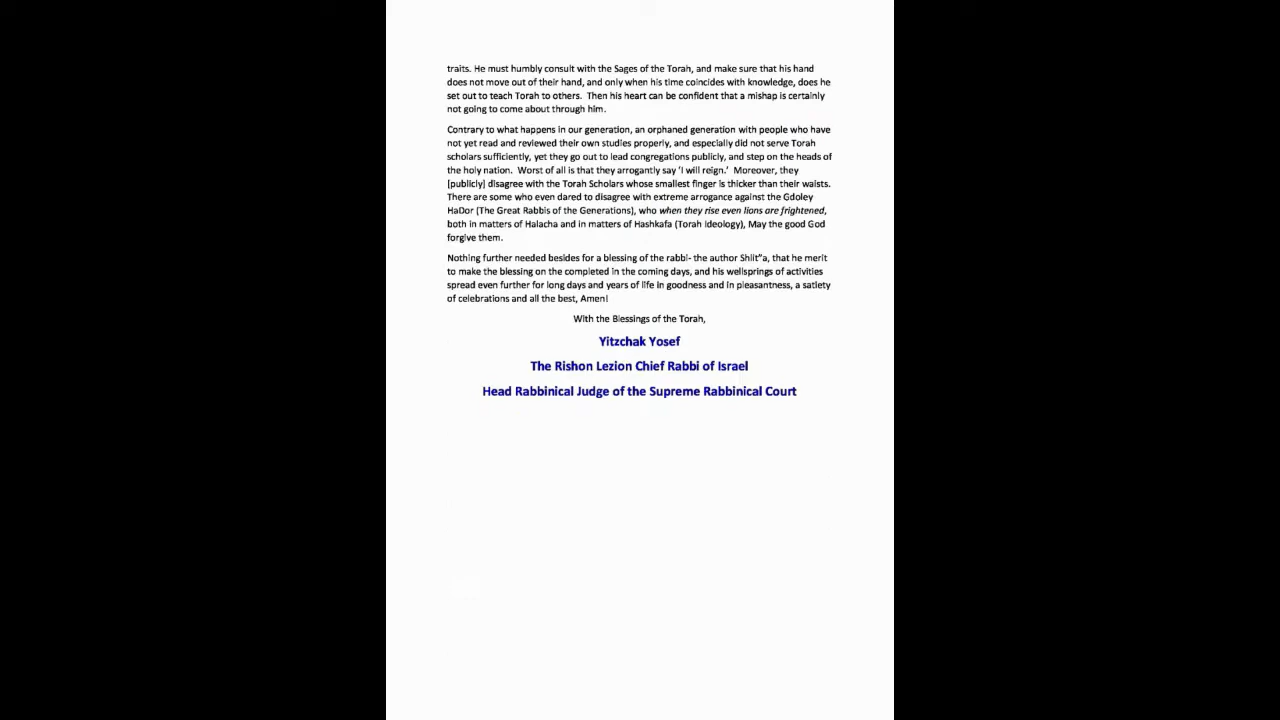 traits. He must humbly consult with the Sages of the Torah, and make sure that his hand
does not move out of their hand, and only when his time coincides with knowledge, does he
set out to teach Torah to others.  Then his heart can be confident that a mishap is certainly
not going to come about through him.
Contrary to what happens in our generation, an orphaned generation with people who have
not yet read and reviewed their own studies properly, and especially did not serve Torah
scholars sufficiently, yet they go out to lead congregations publicly, and step on the heads of
the holy nation.  Worst of all is that they arrogantly say 'I will reign.'  Moreover, they
[publicly] disagree with the Torah Scholars whose smallest finger is thicker than their waists.
There are some who even dared to disagree with extreme arrogance against the Gdoley
HaDor (The Great Rabbis of the Generations), who when they rise even lions are frightened,
both in matters of Halacha and in matters of Hashkafa (Torah Ideology), May the good God
forgive them.
Nothing further needed besides for a blessing of the rabbi- the author Shlit"a, that he merit
to make the blessing on the completed in the coming days, and his wellsprings of activities
spread even further for long days and years of life in goodness and in pleasantness, a satiety
of celebrations and all the best, Amen!
With the Blessings of the Torah,
Yitzchak Yosef
The Rishon Lezion Chief Rabbi of Israel
Head Rabbinical Judge of the Supreme Rabbinical Court